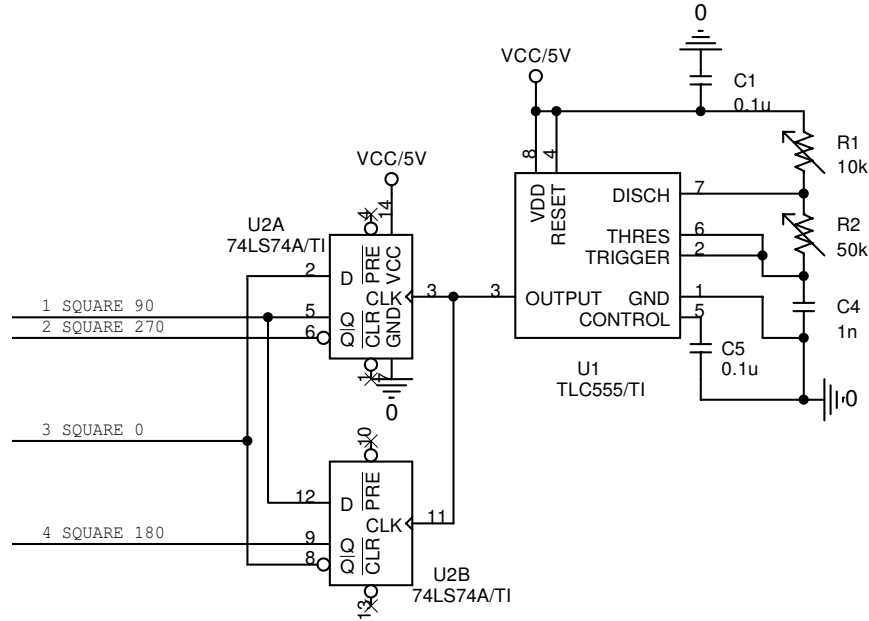 0
VCC/5V
C1
0.1u
R1
10k
8
4
VDD
RESET
DISCH
7
R2
50k
THRES
6
TRIGGER
2
OUTPUT
3
GND
1
CONTROL
5
C4
1n
C5
0.1u
U1
TLC555/TI
0
VCC/5V
4
14
U2A
74LS74A/TI
2
D
PRE
VCC
CLK
3
1 SQUARE 90
5
Q
2 SQUARE 270
6
Q
CLR
GND
1
7
0
3 SQUARE 0
10
12
D
PRE
CLK
11
4 SQUARE 180
9
Q
8
Q
CLR
13
U2B
74LS74A/TI